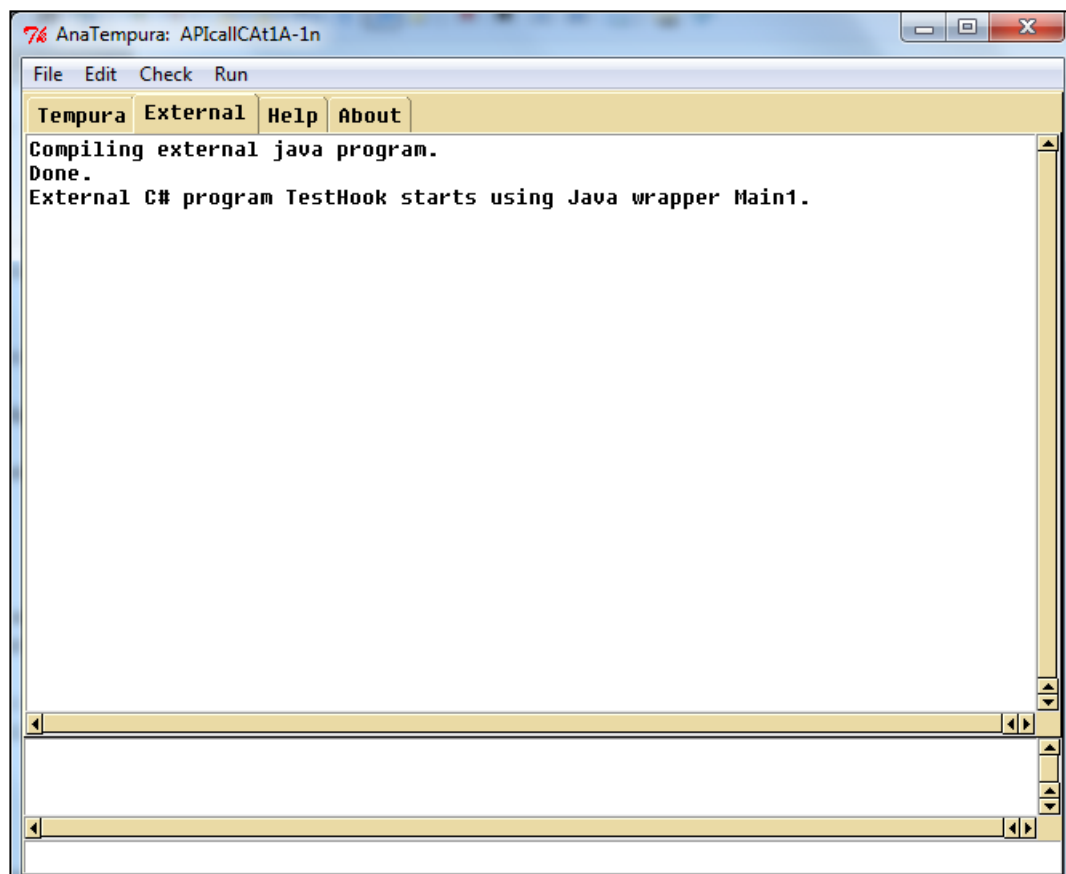 AnaTempura: APIcallCAt1A-1n
File Edit Check Run
Tempura External Help About
Compiling external java program.
Done.
External C# program TestHook starts using Java wrapper Main1.